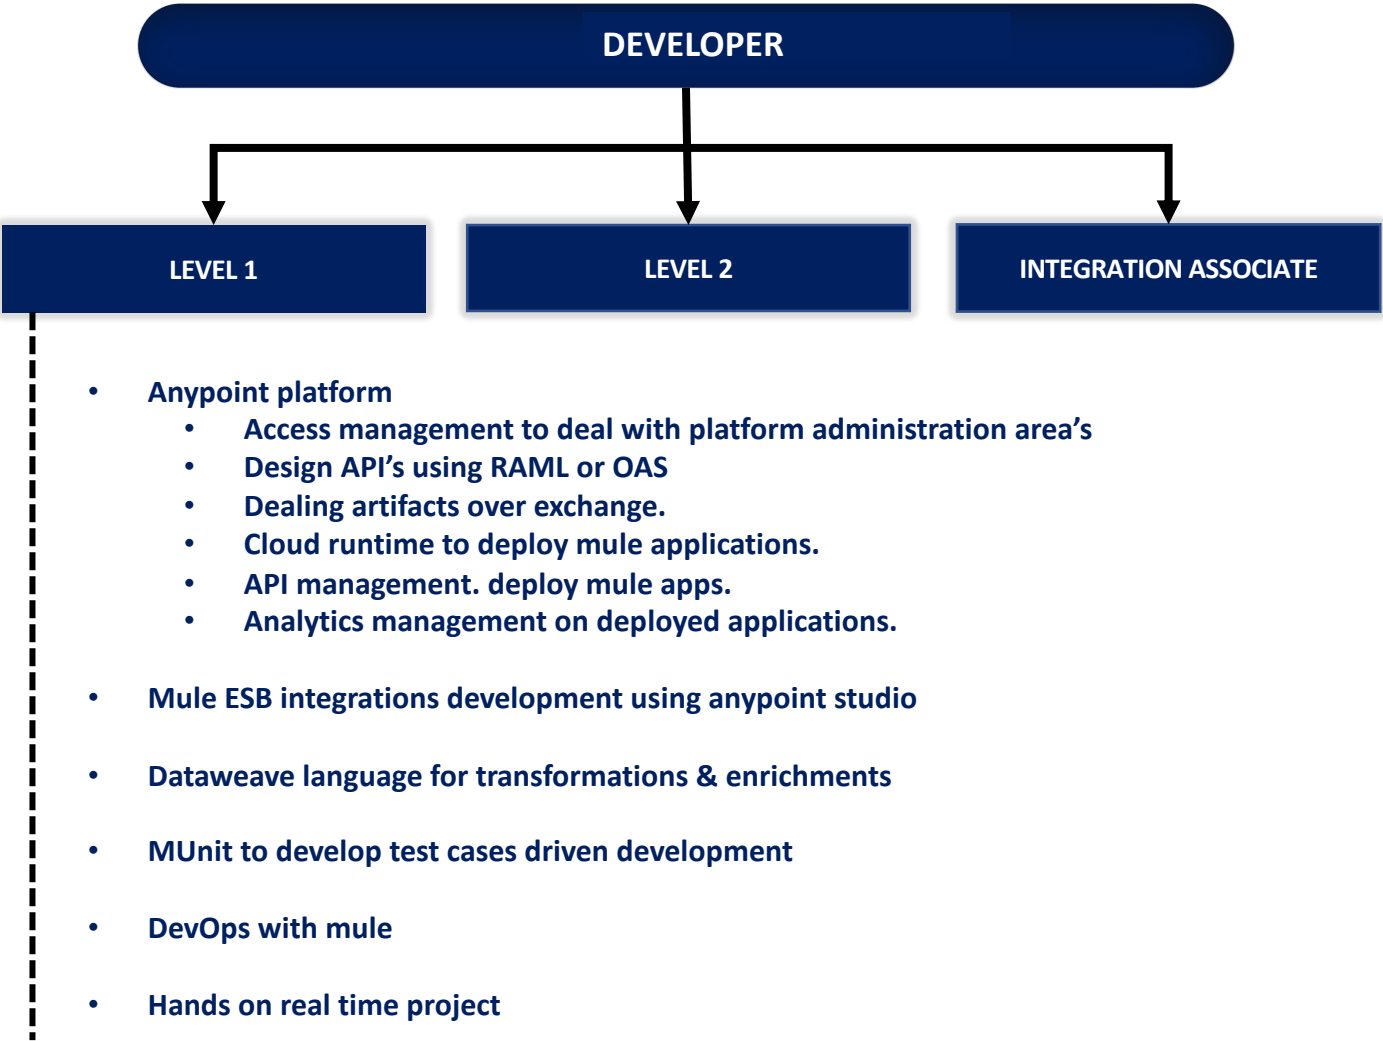 DEVELOPER
LEVEL 1
LEVEL 2
INTEGRATION ASSOCIATE
• Anypoint platform
• Access management to deal with platform administration area’s
• Design API’s using RAML or OAS
• Dealing artifacts over exchange.
• Cloud runtime to deploy mule applications.
• API management. deploy mule apps.
• Analytics management on deployed applications.
• Mule ESB integrations development using anypoint studio
• Dataweave language for transformations & enrichments
• MUnit to develop test cases driven development
• DevOps with mule
• Hands on real time project